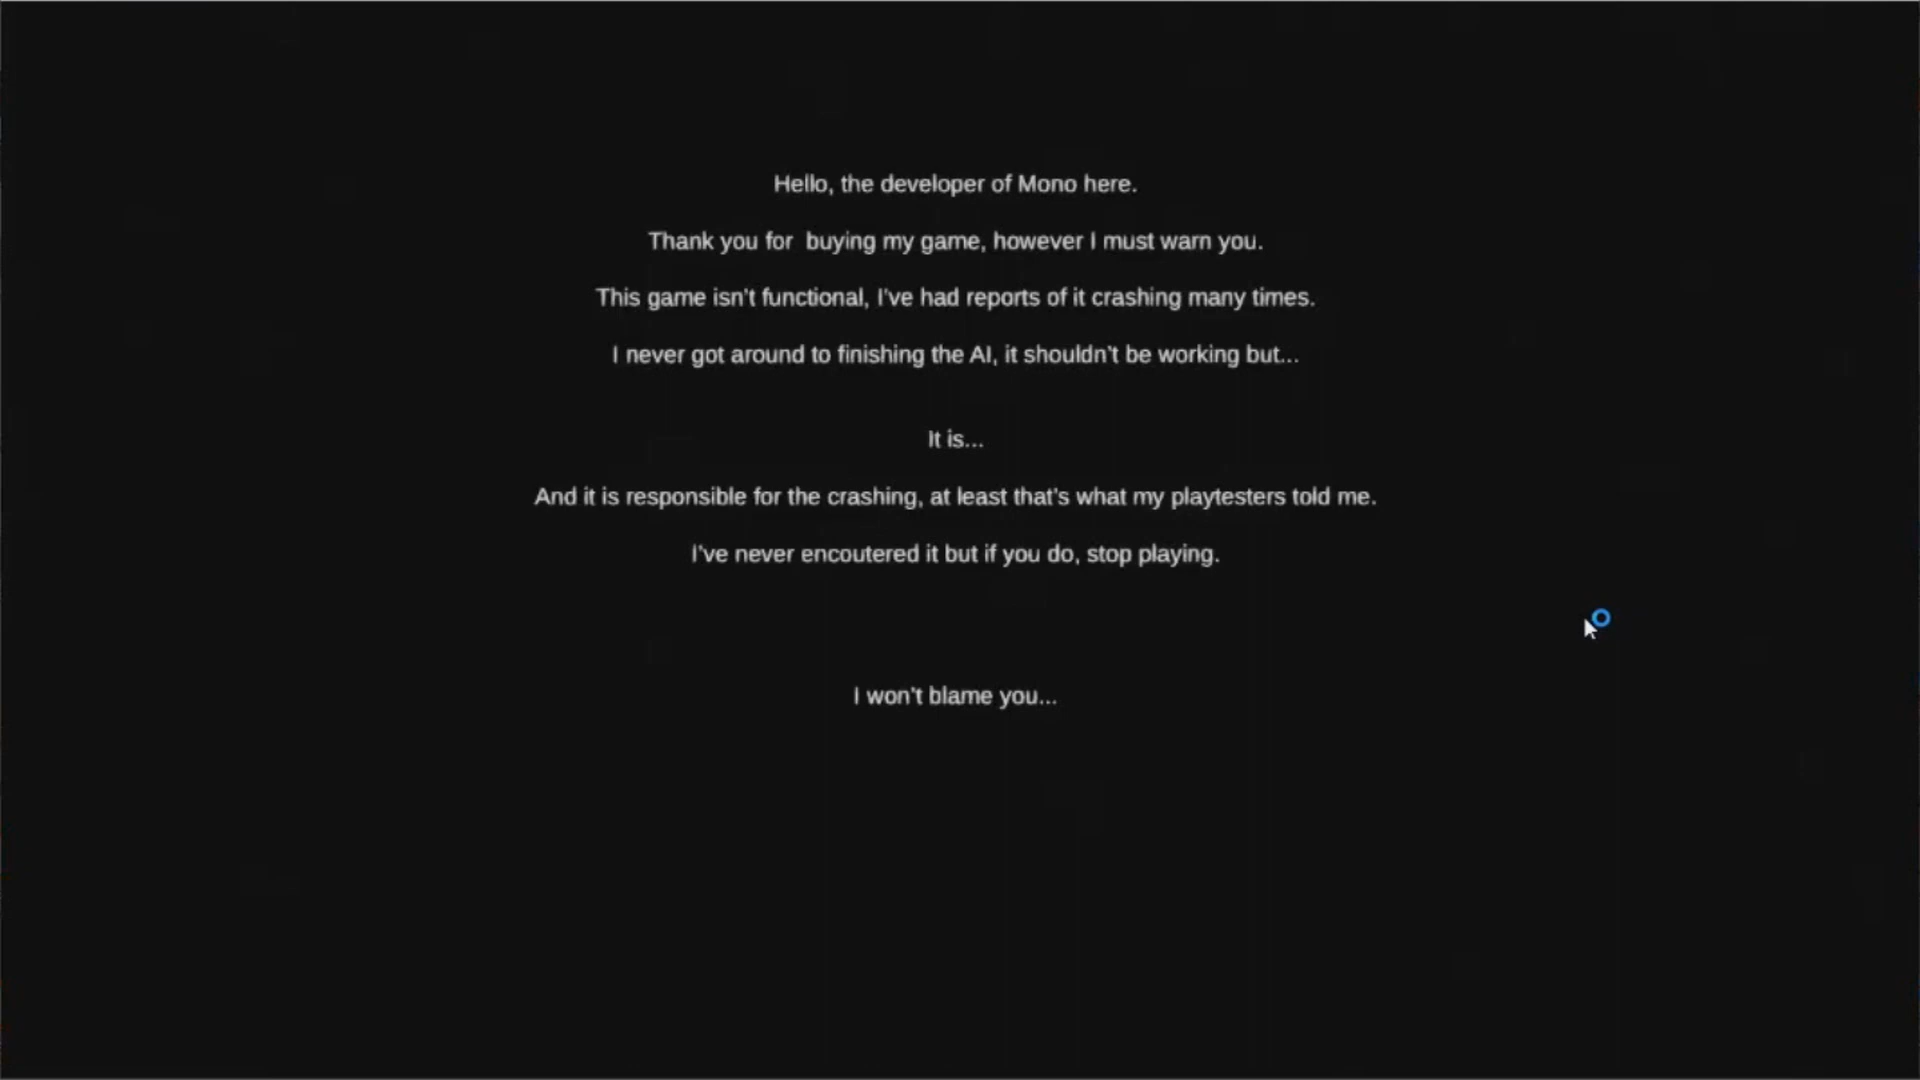 Hello, the developer of Mono here.
Thank you for  buying my game, however I must warn you.
This game isn't functional, I've had reports of it crashing many times.
I never got around to finishing the AI, it shouldn't be working but...
It is...
And it is responsible for the crashing, at least that's what my playtesters told me.
I've never encoutered it but if you do, stop playing.
I won't blame you...